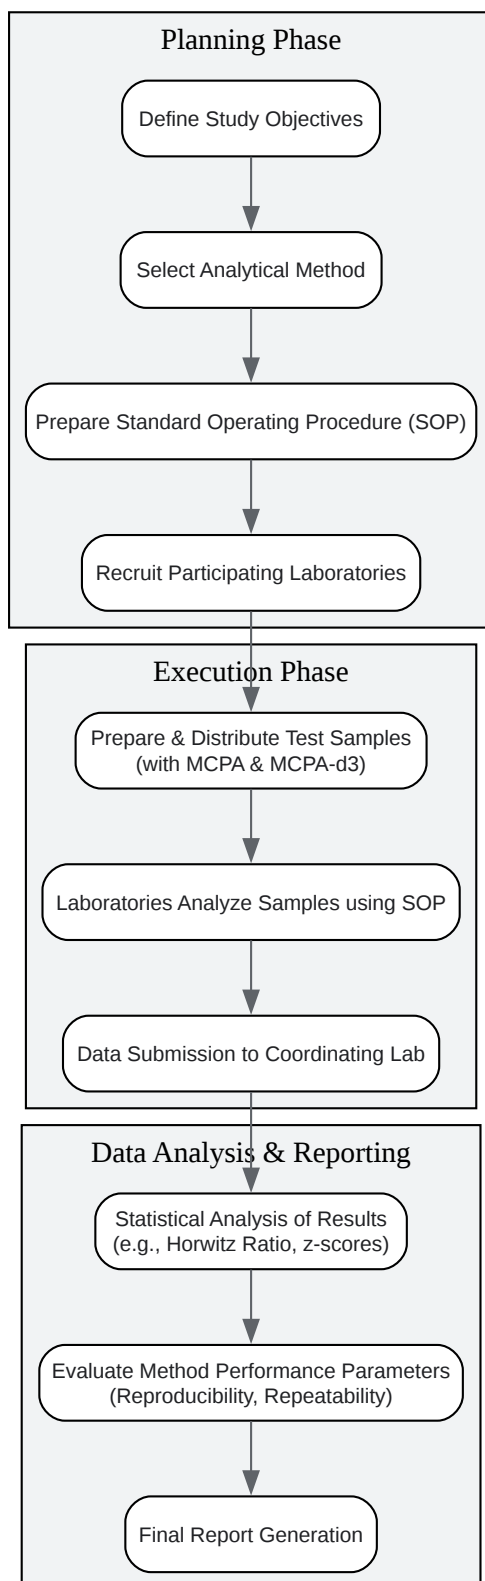 Planning Phase
Define Study Objectives
Select Analytical Method
Prepare Standard Operating Procedure (SOP)
Recruit Participating Laboratories
Execution Phase
Prepare & Distribute Test Samples
(with MCPA & MCPA-d3)
Laboratories Analyze Samples using SOP
Data Submission to Coordinating Lab
Data Analysis & Reporting
Statistical Analysis of Results
(e.g., Horwitz Ratio, z-scores)
Evaluate Method Performance Parameters
(Reproducibility, Repeatability)
Final Report Generation